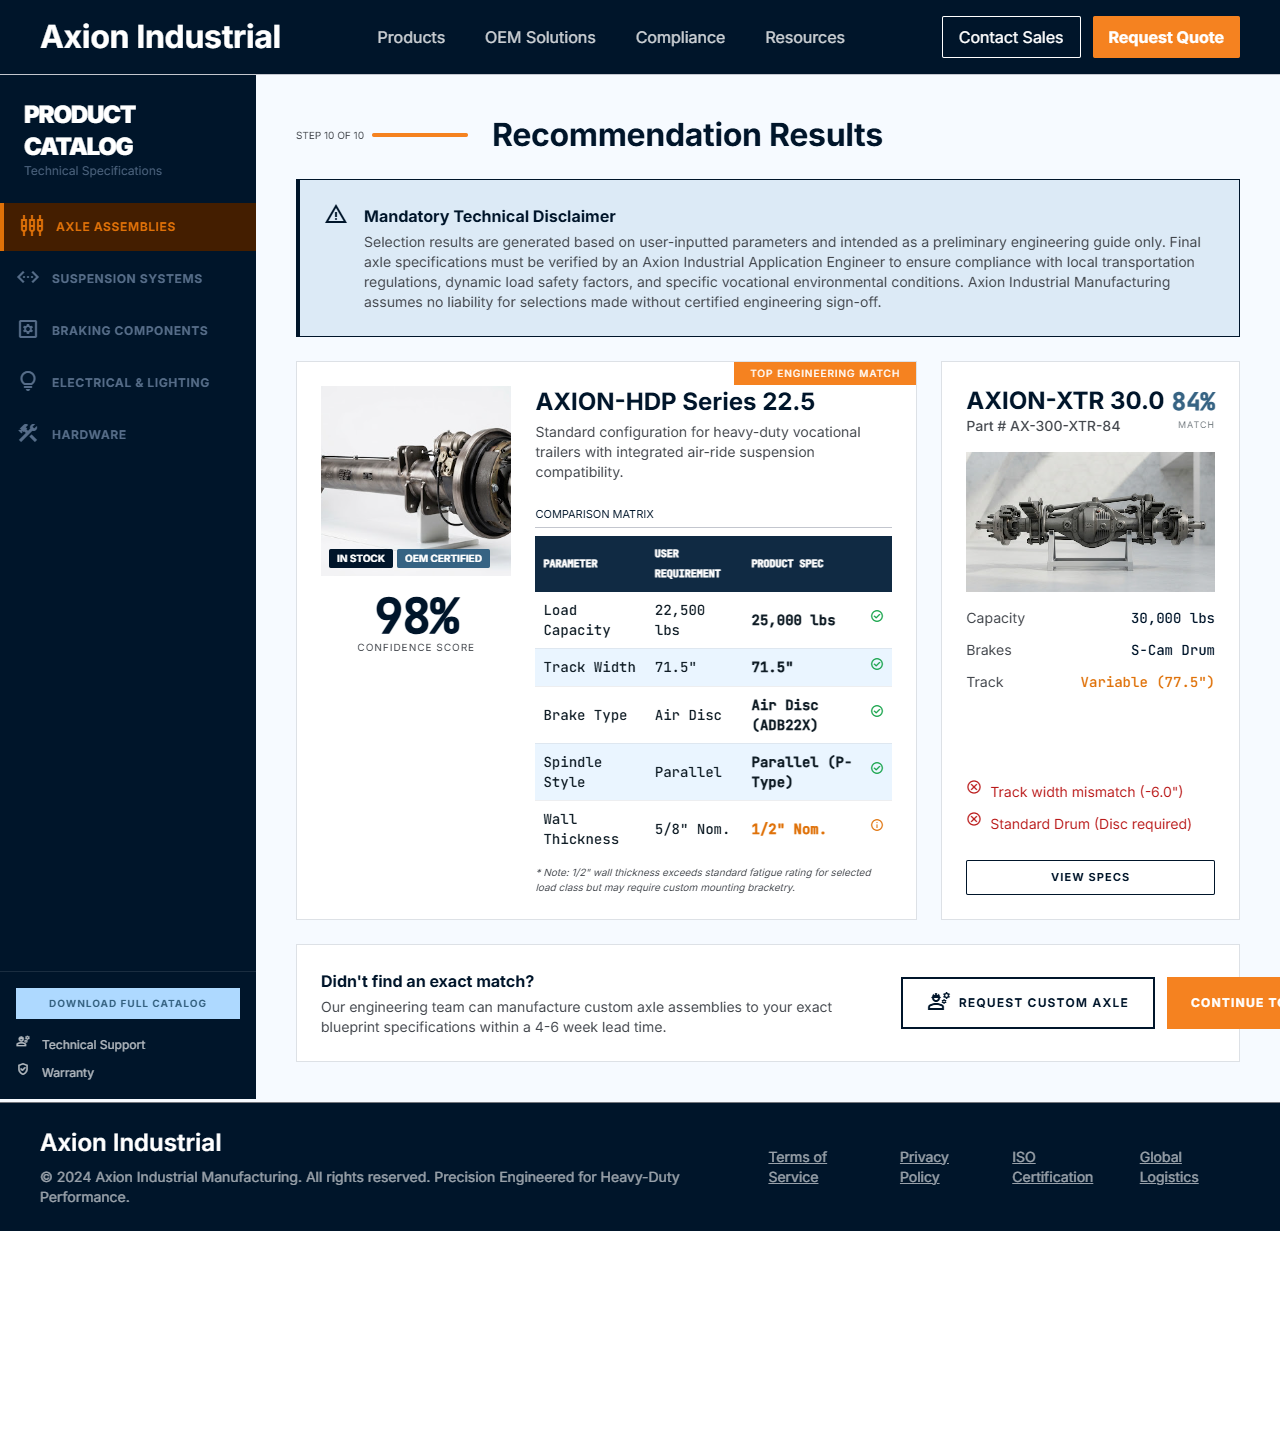 Axion Industrial
Products
OEM Solutions
Compliance
Resources
Contact Sales
Request Quote
PRODUCT
CATALOG
Technical Specifications
AXLE ASSEMBLIES
SUSPENSION SYSTEMS
BRAKING COMPONENTS
ELECTRICAL & LIGHTING
HARDWARE
DOWNLOAD FULL CATALOG
Technical Support
Warranty
STEP 10 OF 10
Recommendation Results
Mandatory Technical Disclaimer
Selection results are generated based on user-inputted parameters and intended as a preliminary engineering guide only. Final
axle specifications must be verified by an Axion Industrial Application Engineer to ensure compliance with local transportation
regulations, dynamic load safety factors, and specific vocational environmental conditions. Axion Industrial Manufacturing
assumes no liability for selections made without certified engineering sign-off.
TOP ENGINEERING MATCH
IN STOCK
OEM CERTIFIED
98%
CONFIDENCE SCORE
AXION-HDP Series 22.5
Standard configuration for heavy-duty vocational
trailers with integrated air-ride suspension
compatibility.
COMPARISON MATRIX
PARAMETER USER REQUIREMENT PRODUCT SPEC
Load Capacity 22,500 lbs 25,000 lbs
Track Width 71.5" 71.5"
Brake Type Air Disc Air Disc (ADB22X)
Spindle Style Parallel Parallel (P-Type)
Wall Thickness 5/8" Nom. 1/2" Nom.
* Note: 1/2" wall thickness exceeds standard fatigue rating for selected
load class but may require custom mounting bracketry.
AXION-XTR 30.0
84%
Part # AX-300-XTR-84
MATCH
Capacity 30,000 lbs
Brakes S-Cam Drum
Track Variable (77.5")
Track width mismatch (-6.0")
Standard Drum (Disc required)
VIEW SPECS
Didn't find an exact match?
Our engineering team can manufacture custom axle assemblies to your exact
blueprint specifications within a 4-6 week lead time.
REQUEST CUSTOM AXLE
CONTINUE
Axion Industrial
© 2024 Axion Industrial Manufacturing. All rights reserved. Precision Engineered for Heavy-Duty
Performance.
Terms of
Service
Privacy
Policy
ISO
Certification
Global
Logistics